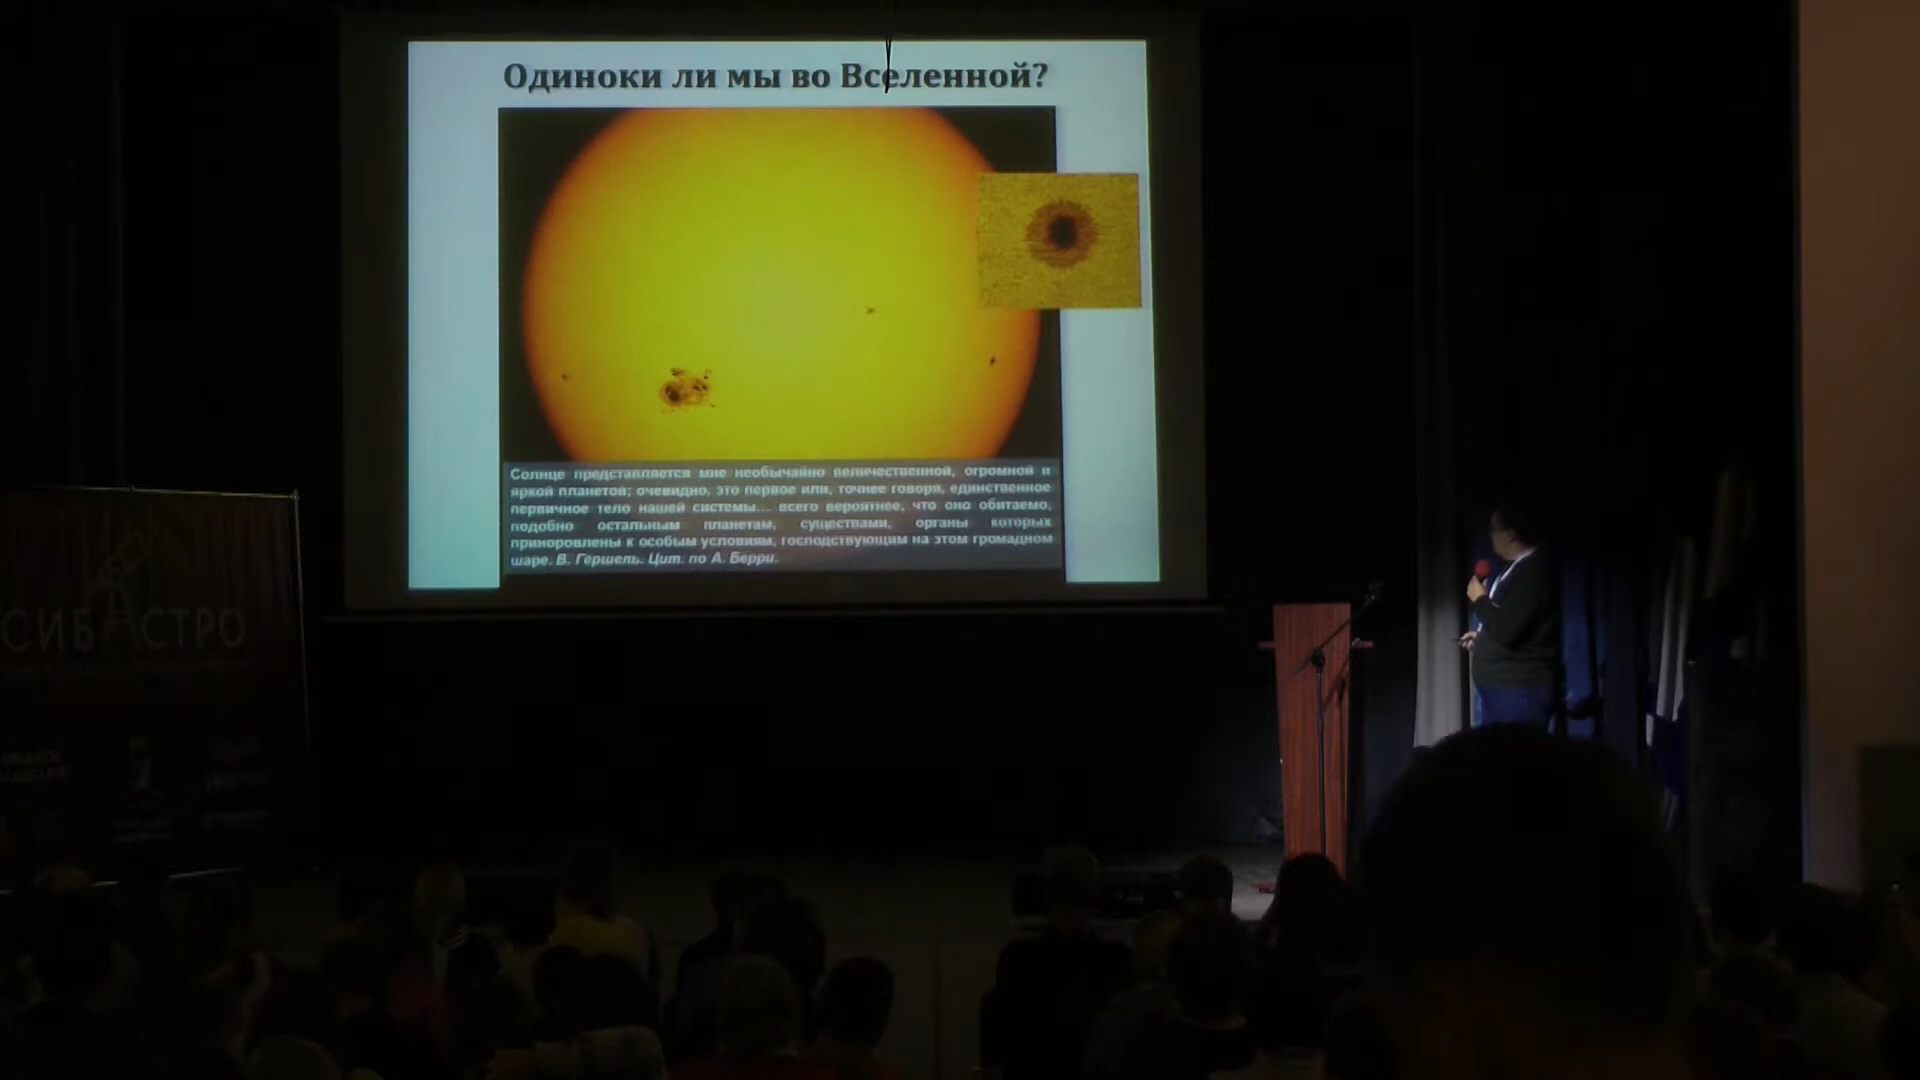 Одиноки ли мы во Вселенной?
Солнце представляется мне необычайно величественной, огромной и
яркой планетой; очевидно, это первое или, точнее говоря, единственное
первичное тело нашей системы... всего вероятнее, что оно обитаемо,
подобно остальным планетам, существами, органы которых
приноровлены к особым условиям, господствующим на этом громадном
шаре. В. Гершель. Цит. по А. Берри.
СИБАСТРО